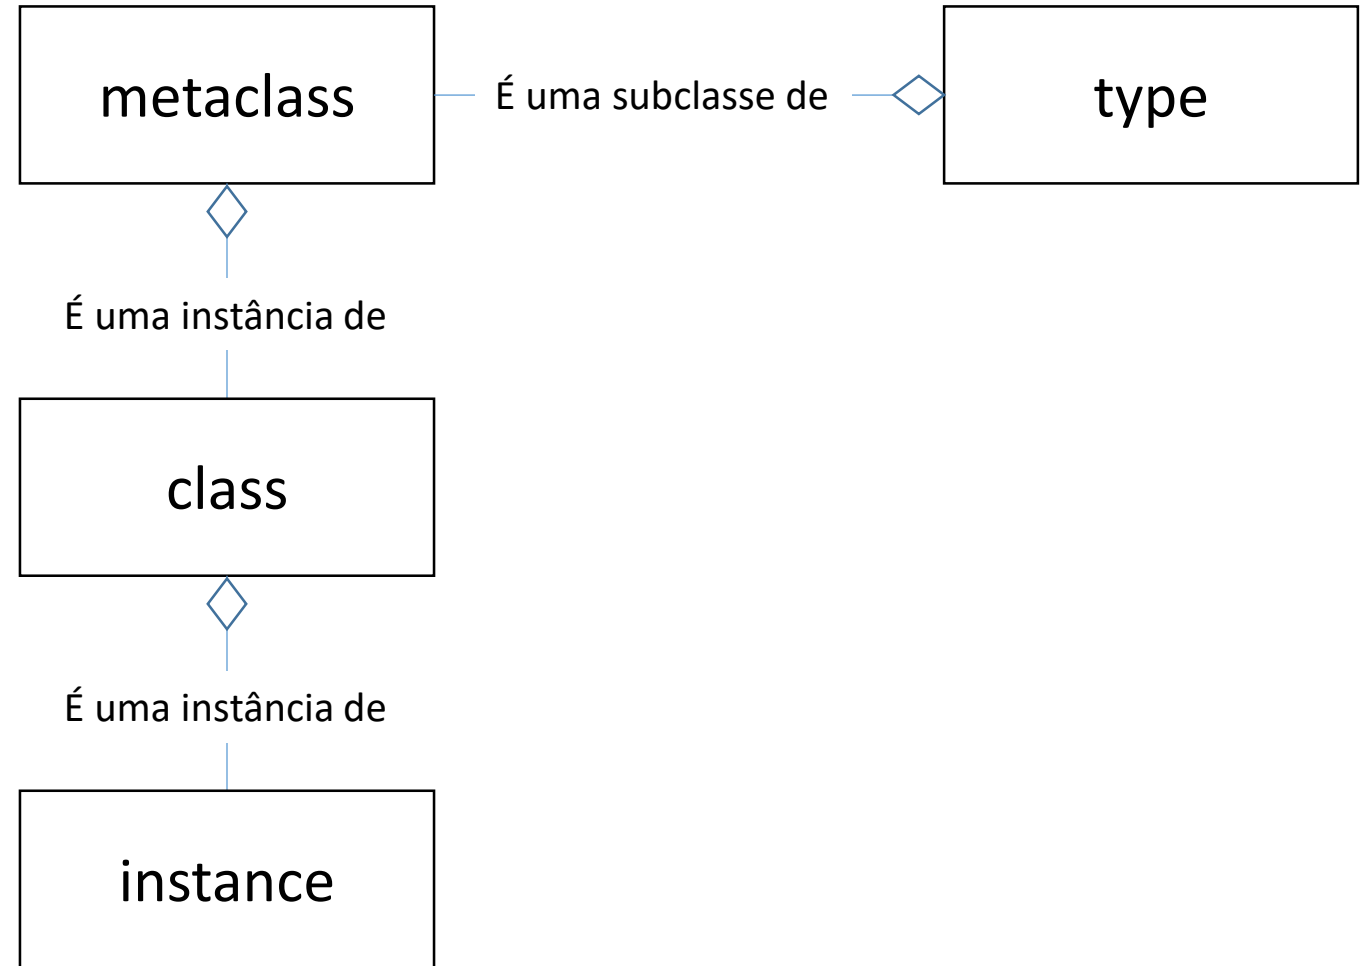 metaclass
É uma subclasse de
type
É uma instância de
class
É uma instância de
instance